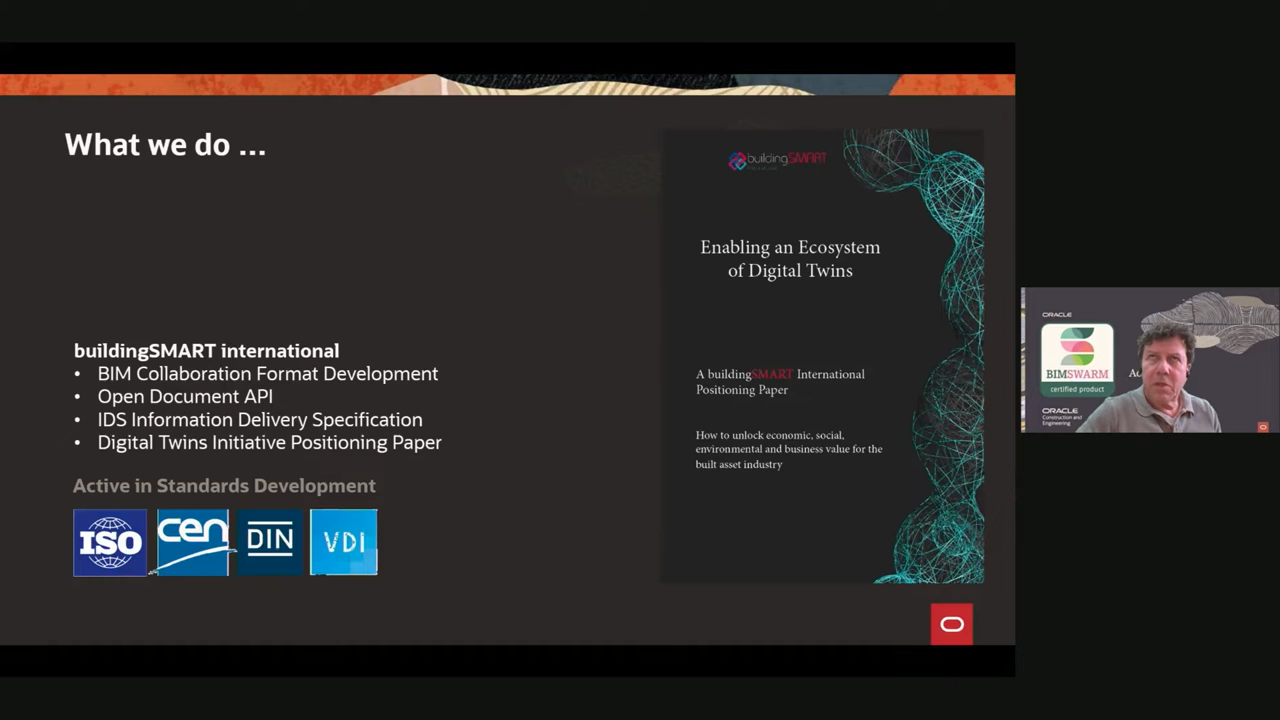 What we do ...
buildingSMART international
• BIM Collaboration Format Development
• Open Document API
• IDS Information Delivery Specification
• Digital Twins Initiative Positioning Paper
Active in Standards Development
ISO
cen
DIN
VDI
buildingSMART
Enabling an Ecosystem
of Digital Twins
A buildingSMART International
Positioning Paper
How to unlock economic, social,
environmental and business value for the
built asset industry
ORACLE
BIMSWARM
certified product
ORACLE
Construction and
Engineering